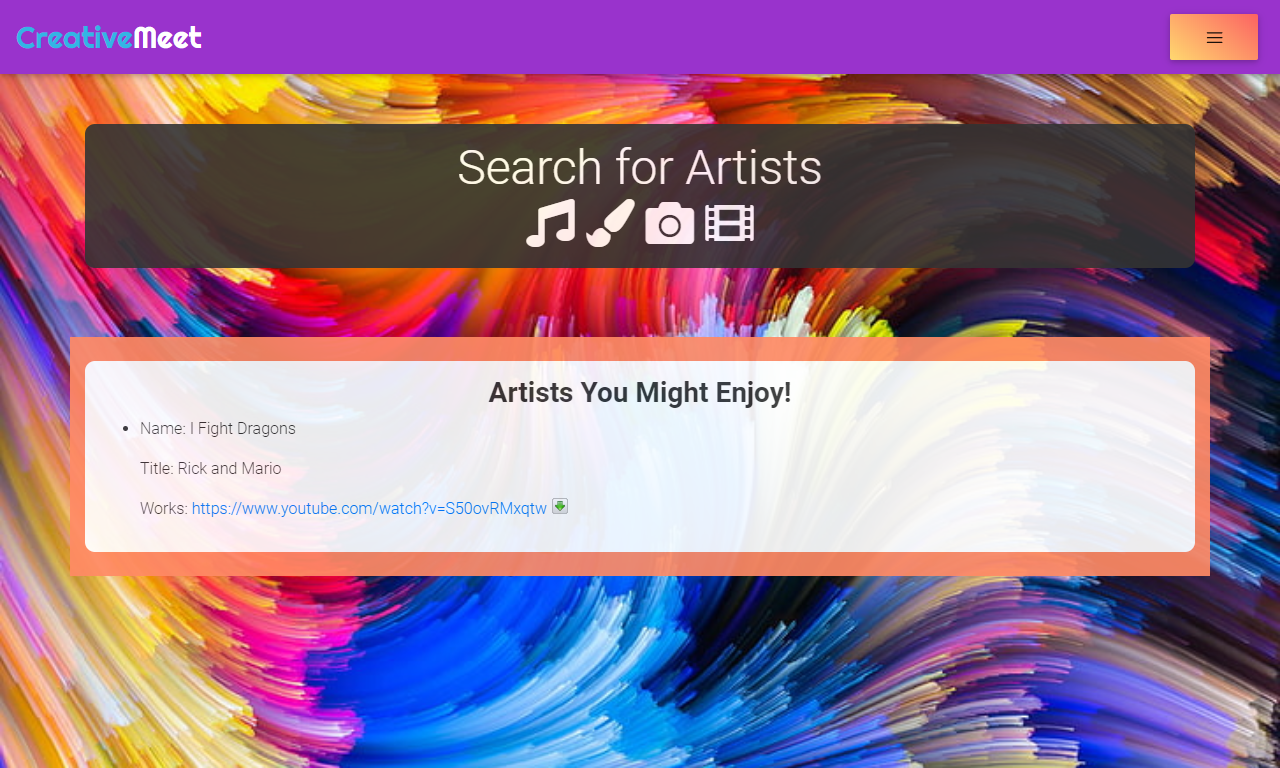 CreativeMeet
Search for Artists
Artists You Might Enjoy!
Name: I Fight Dragons
Title: Rick and Mario
Works: https://www.youtube.com/watch?v=S50ovRMxqtw